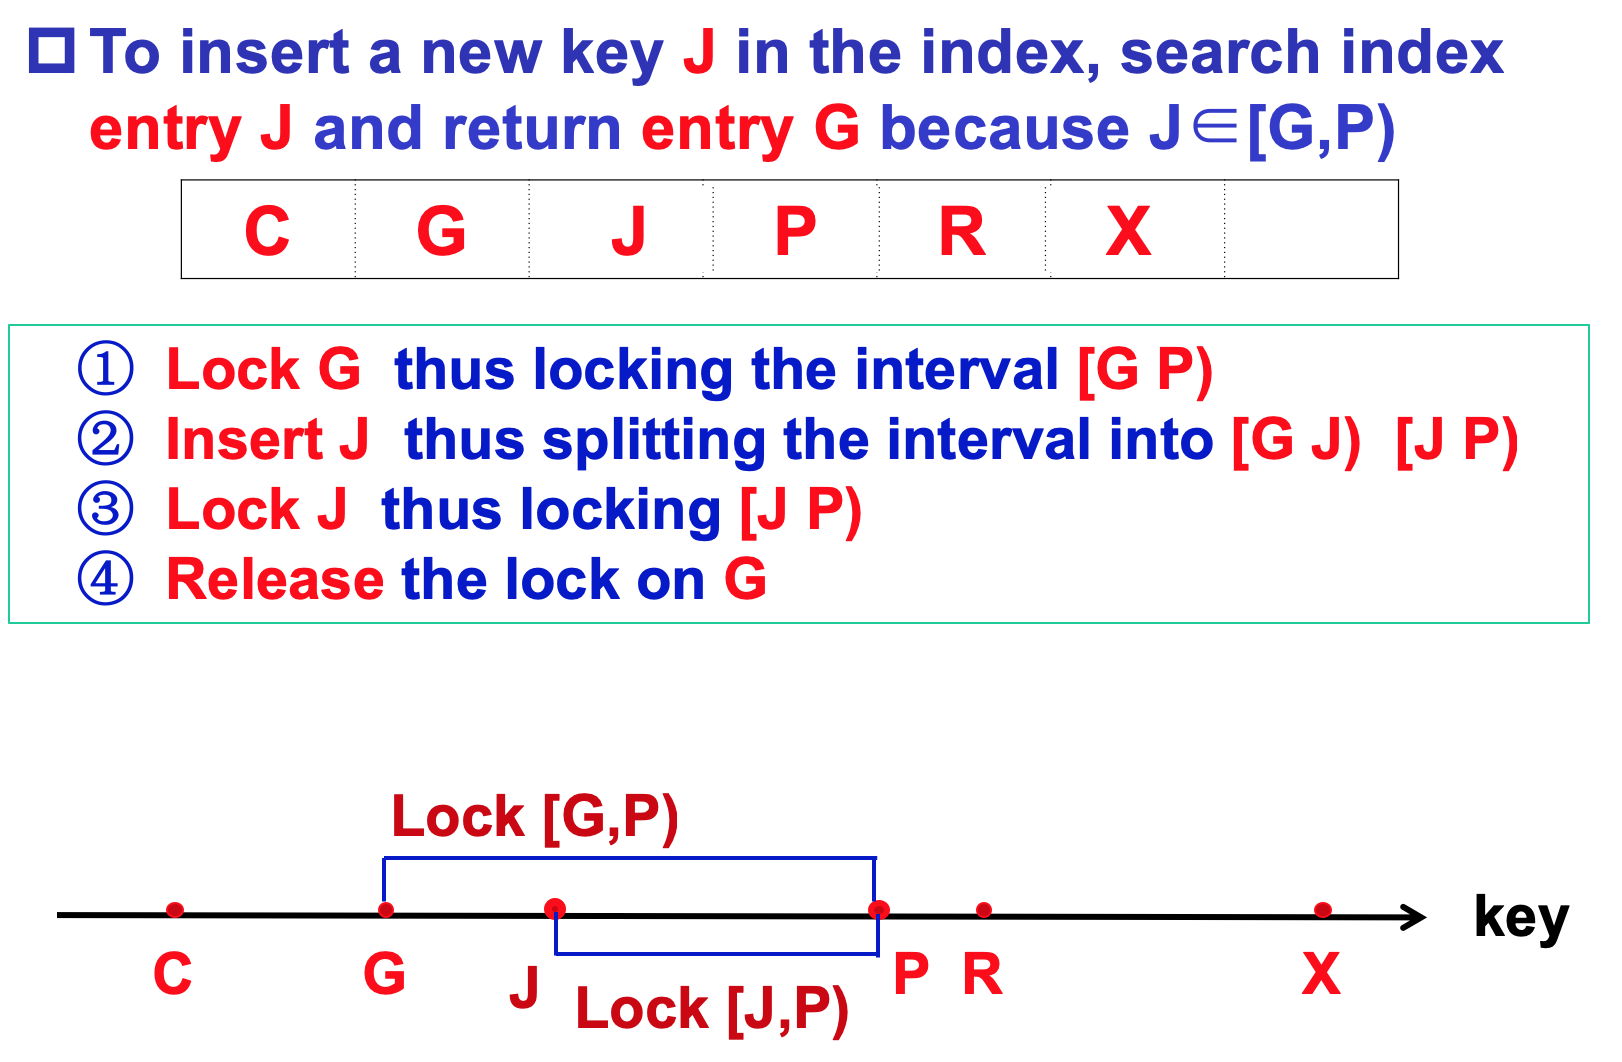 To insert a new key J in the index, search index
entry J and return entry G because J∈[G,P)
C G J P R X
① Lock G thus locking the interval [G P)
② Insert J thus splitting the interval into [G J) [J P)
③ Lock J thus locking [J P)
④ Release the lock on G
Lock [G,P)
key
C G J P R X
Lock [J,P)